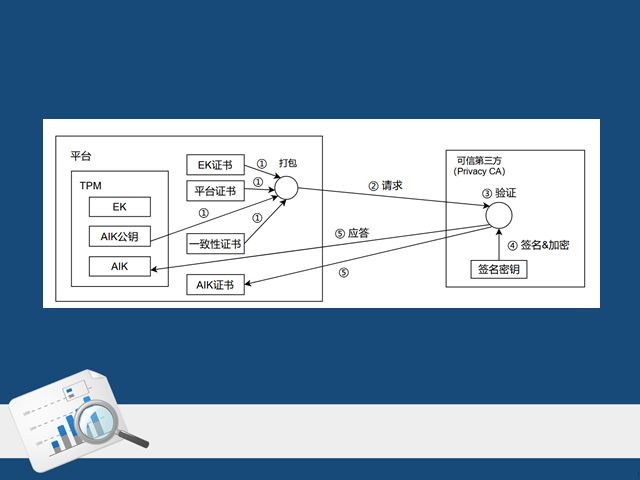 平台
TPM
EK
AIK公钥
AIK
EK证书
平台证书
一致性证书
AIK证书
①
①
①
①
打包
② 请求
⑤ 应答
⑤
可信第三方
(Privacy CA)
③ 验证
④ 签名&加密
签名密钥